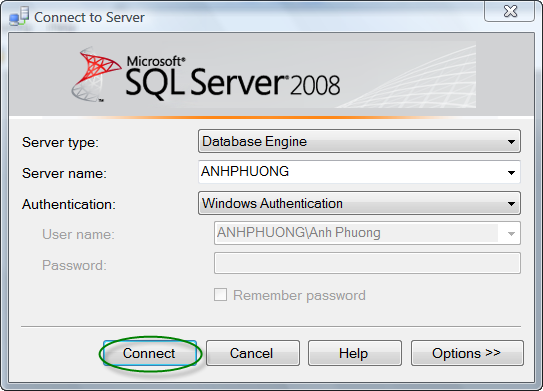 Connect to Server
Microsoft®
SQL Server® 2008
Server type: Database Engine
Server name: ANHPHUONG
Authentication: Windows Authentication
User name: ANHPHUONG\Anh Phuong
Password:
Remember password
Connect Cancel Help Options >>